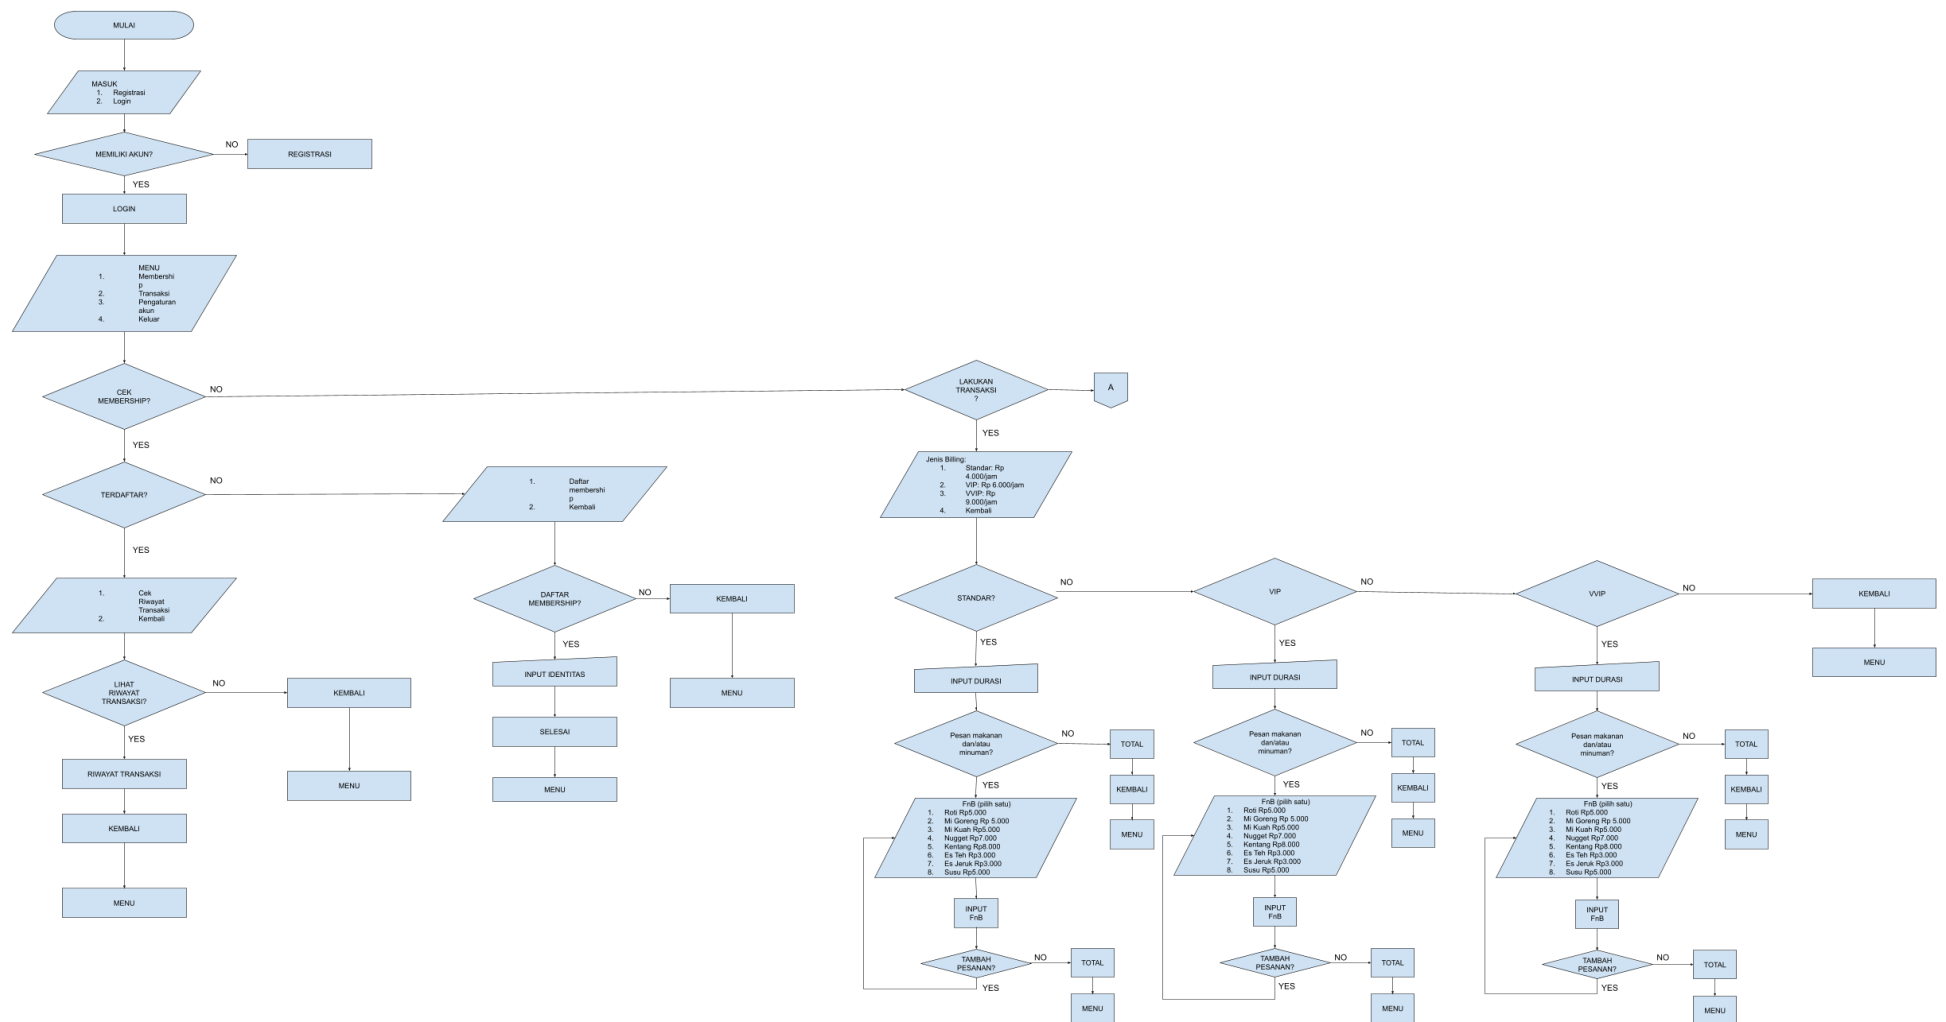 MULAI
MASUK
1. Registrasi
2. Login
MEMILIKI AKUN?
NO
REGISTRASI
YES
LOGIN
MENU
1. Membershi
p
2. Transaksi
3. Pengaturan
akun
4. Keluar
CEK
MEMBERSHIP?
NO
YES
TERDAFTAR?
NO
YES
1. Cek
Riwayat
Transaksi
2. Kembali
LIHAT
RIWAYAT
TRANSAKSI?
NO
KEMBALI
MENU
YES
RIWAYAT TRANSAKSI
KEMBALI
MENU
1. Daftar
membershi
p
2. Kembali
DAFTAR
MEMBERSHIP?
NO
KEMBALI
MENU
YES
INPUT IDENTITAS
SELESAI
MENU
LAKUKAN
TRANSAKSI
?
A
YES
Jenis Billing:
1. Standar: Rp
4.000/jam
2. VIP: Rp 6.000/jam
3. VVIP: Rp
9.000/jam
4. Kembali
STANDAR?
NO
YES
INPUT DURASI
Pesan makanan
dan/atau
minuman?
NO
TOTAL
KEMBALI
MENU
YES
FnB (pilih satu)
1. Roti Rp5.000
2. Mi Goreng Rp 5.000
3. Mi Kuah Rp5.000
4. Nugget Rp7.000
5. Kentang Rp8.000
6. Es Teh Rp3.000
7. Es Jeruk Rp3.000
8. Susu Rp5.000
INPUT
FnB
TAMBAH
PESANAN?
NO
TOTAL
MENU
YES
VIP
NO
YES
INPUT DURASI
Pesan makanan
dan/atau
minuman?
NO
TOTAL
KEMBALI
MENU
YES
FnB (pilih satu)
1. Roti Rp5.000
2. Mi Goreng Rp 5.000
3. Mi Kuah Rp5.000
4. Nugget Rp7.000
5. Kentang Rp8.000
6. Es Teh Rp3.000
7. Es Jeruk Rp3.000
8. Susu Rp5.000
INPUT
FnB
TAMBAH
PESANAN?
NO
TOTAL
MENU
YES
VVIP
NO
KEMBALI
MENU
YES
INPUT DURASI
Pesan makanan
dan/atau
minuman?
NO
TOTAL
KEMBALI
MENU
YES
FnB (pilih satu)
1. Roti Rp5.000
2. Mi Goreng Rp 5.000
3. Mi Kuah Rp5.000
4. Nugget Rp7.000
5. Kentang Rp8.000
6. Es Teh Rp3.000
7. Es Jeruk Rp3.000
8. Susu Rp5.000
INPUT
FnB
TAMBAH
PESANAN?
NO
TOTAL
MENU
YES